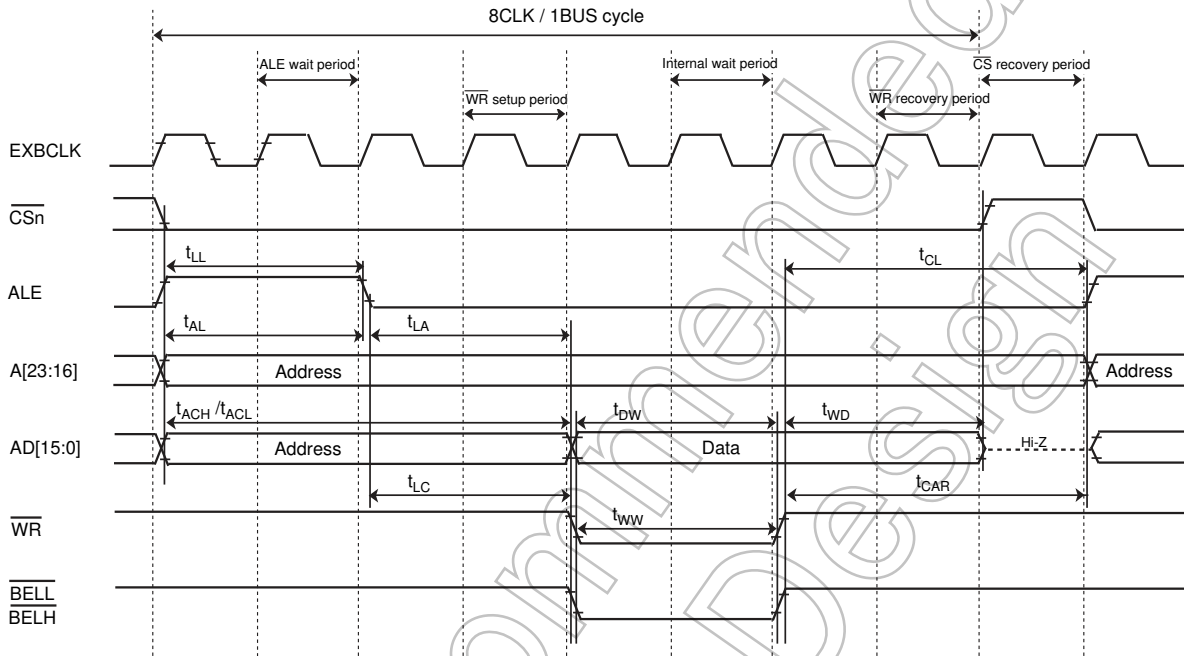 8CLK / 1BUS cycle
ALE wait period
Internal wait period
CS recovery period
WR setup period
WR recovery period
EXBCLK
CSn
tLL
tCL
ALE
tAL
tLA
A[23:16]
Address
Address
tACH /tACL
tDW
tWD
AD[15:0]
Address
Data
Hi-Z
tLC
tCAR
WR
tWW
BELL
BELH